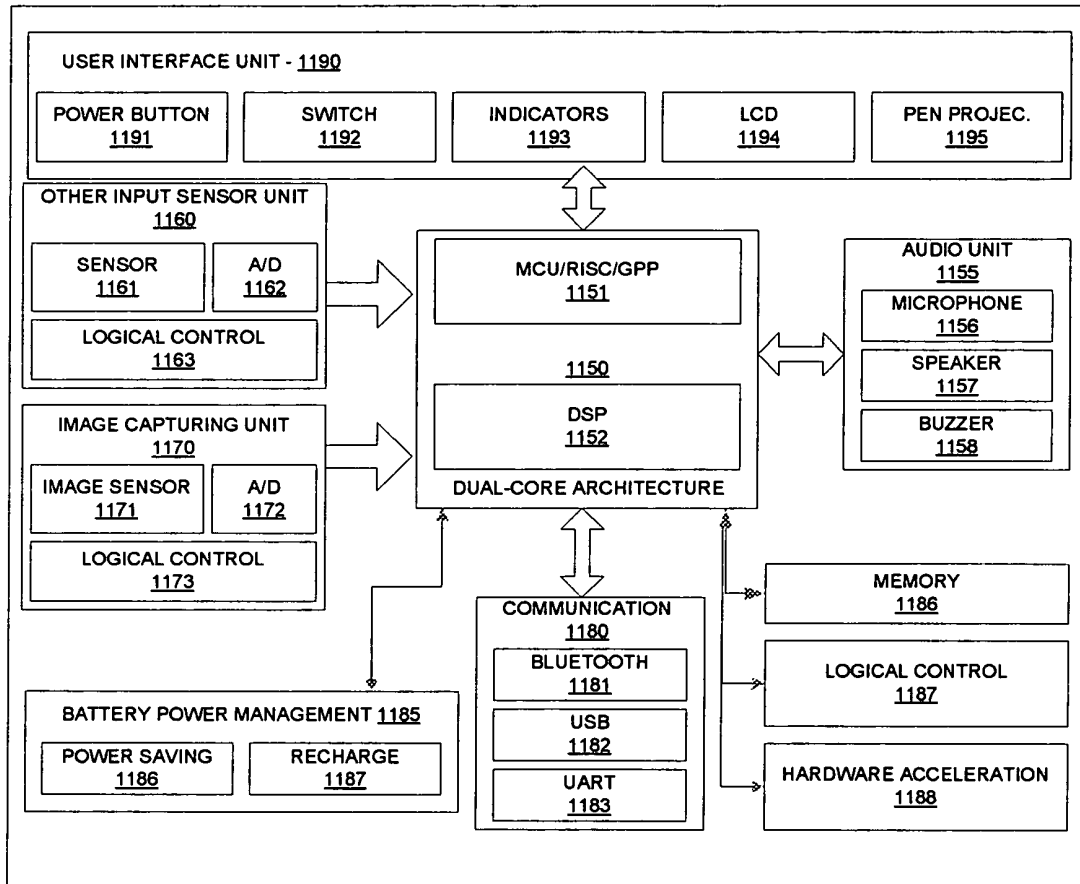 USER INTERFACE UNIT - 1190
POWER BUTTON
1191
SWITCH
1192
INDICATORS
1193
LCD
1194
PEN PROJEC.
1195
OTHER INPUT SENSOR UNIT
1160
SENSOR
1161
A/D
1162
LOGICAL CONTROL
1163
IMAGE CAPTURING UNIT
1170
IMAGE SENSOR
1171
A/D
1172
LOGICAL CONTROL
1173
MCU/RISC/GPP
1151
1150
DSP
1152
DUAL-CORE ARCHITECTURE
AUDIO UNIT
1155
MICROPHONE
1156
SPEAKER
1157
BUZZER
1158
COMMUNICATION
1180
BLUETOOTH
1181
USB
1182
UART
1183
BATTERY POWER MANAGEMENT 1185
POWER SAVING
1186
RECHARGE
1187
MEMORY
1186
LOGICAL CONTROL
1187
HARDWARE ACCELERATION
1188